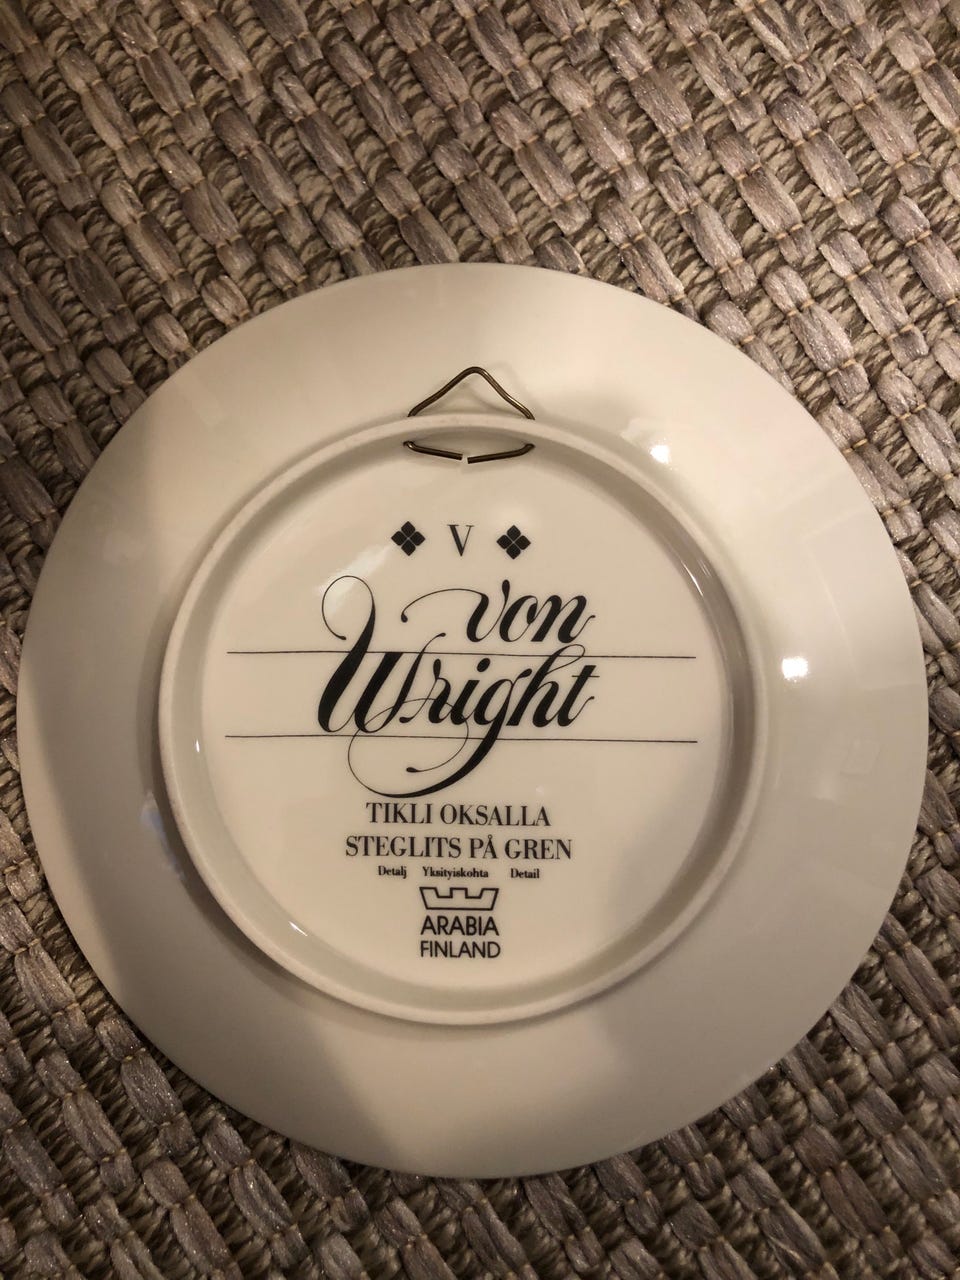 V
von
Wright
TIKLI OKSALLA
STEGLITS PÅ GREN
Detalj Yksityiskohta Detail
ARABIA
FINLAND